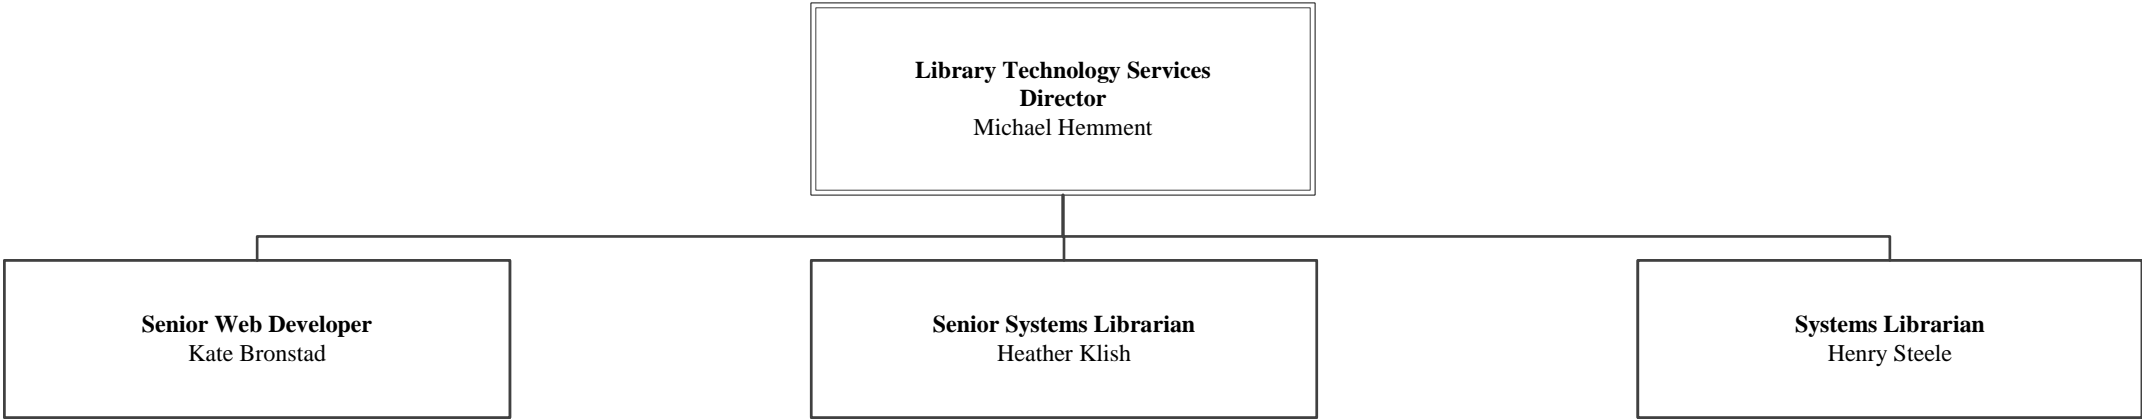 Library Technology Services
Director
Michael Hemment
Senior Web Developer
Kate Bronstad
Senior Systems Librarian
Heather Klish
Systems Librarian
Henry Steele